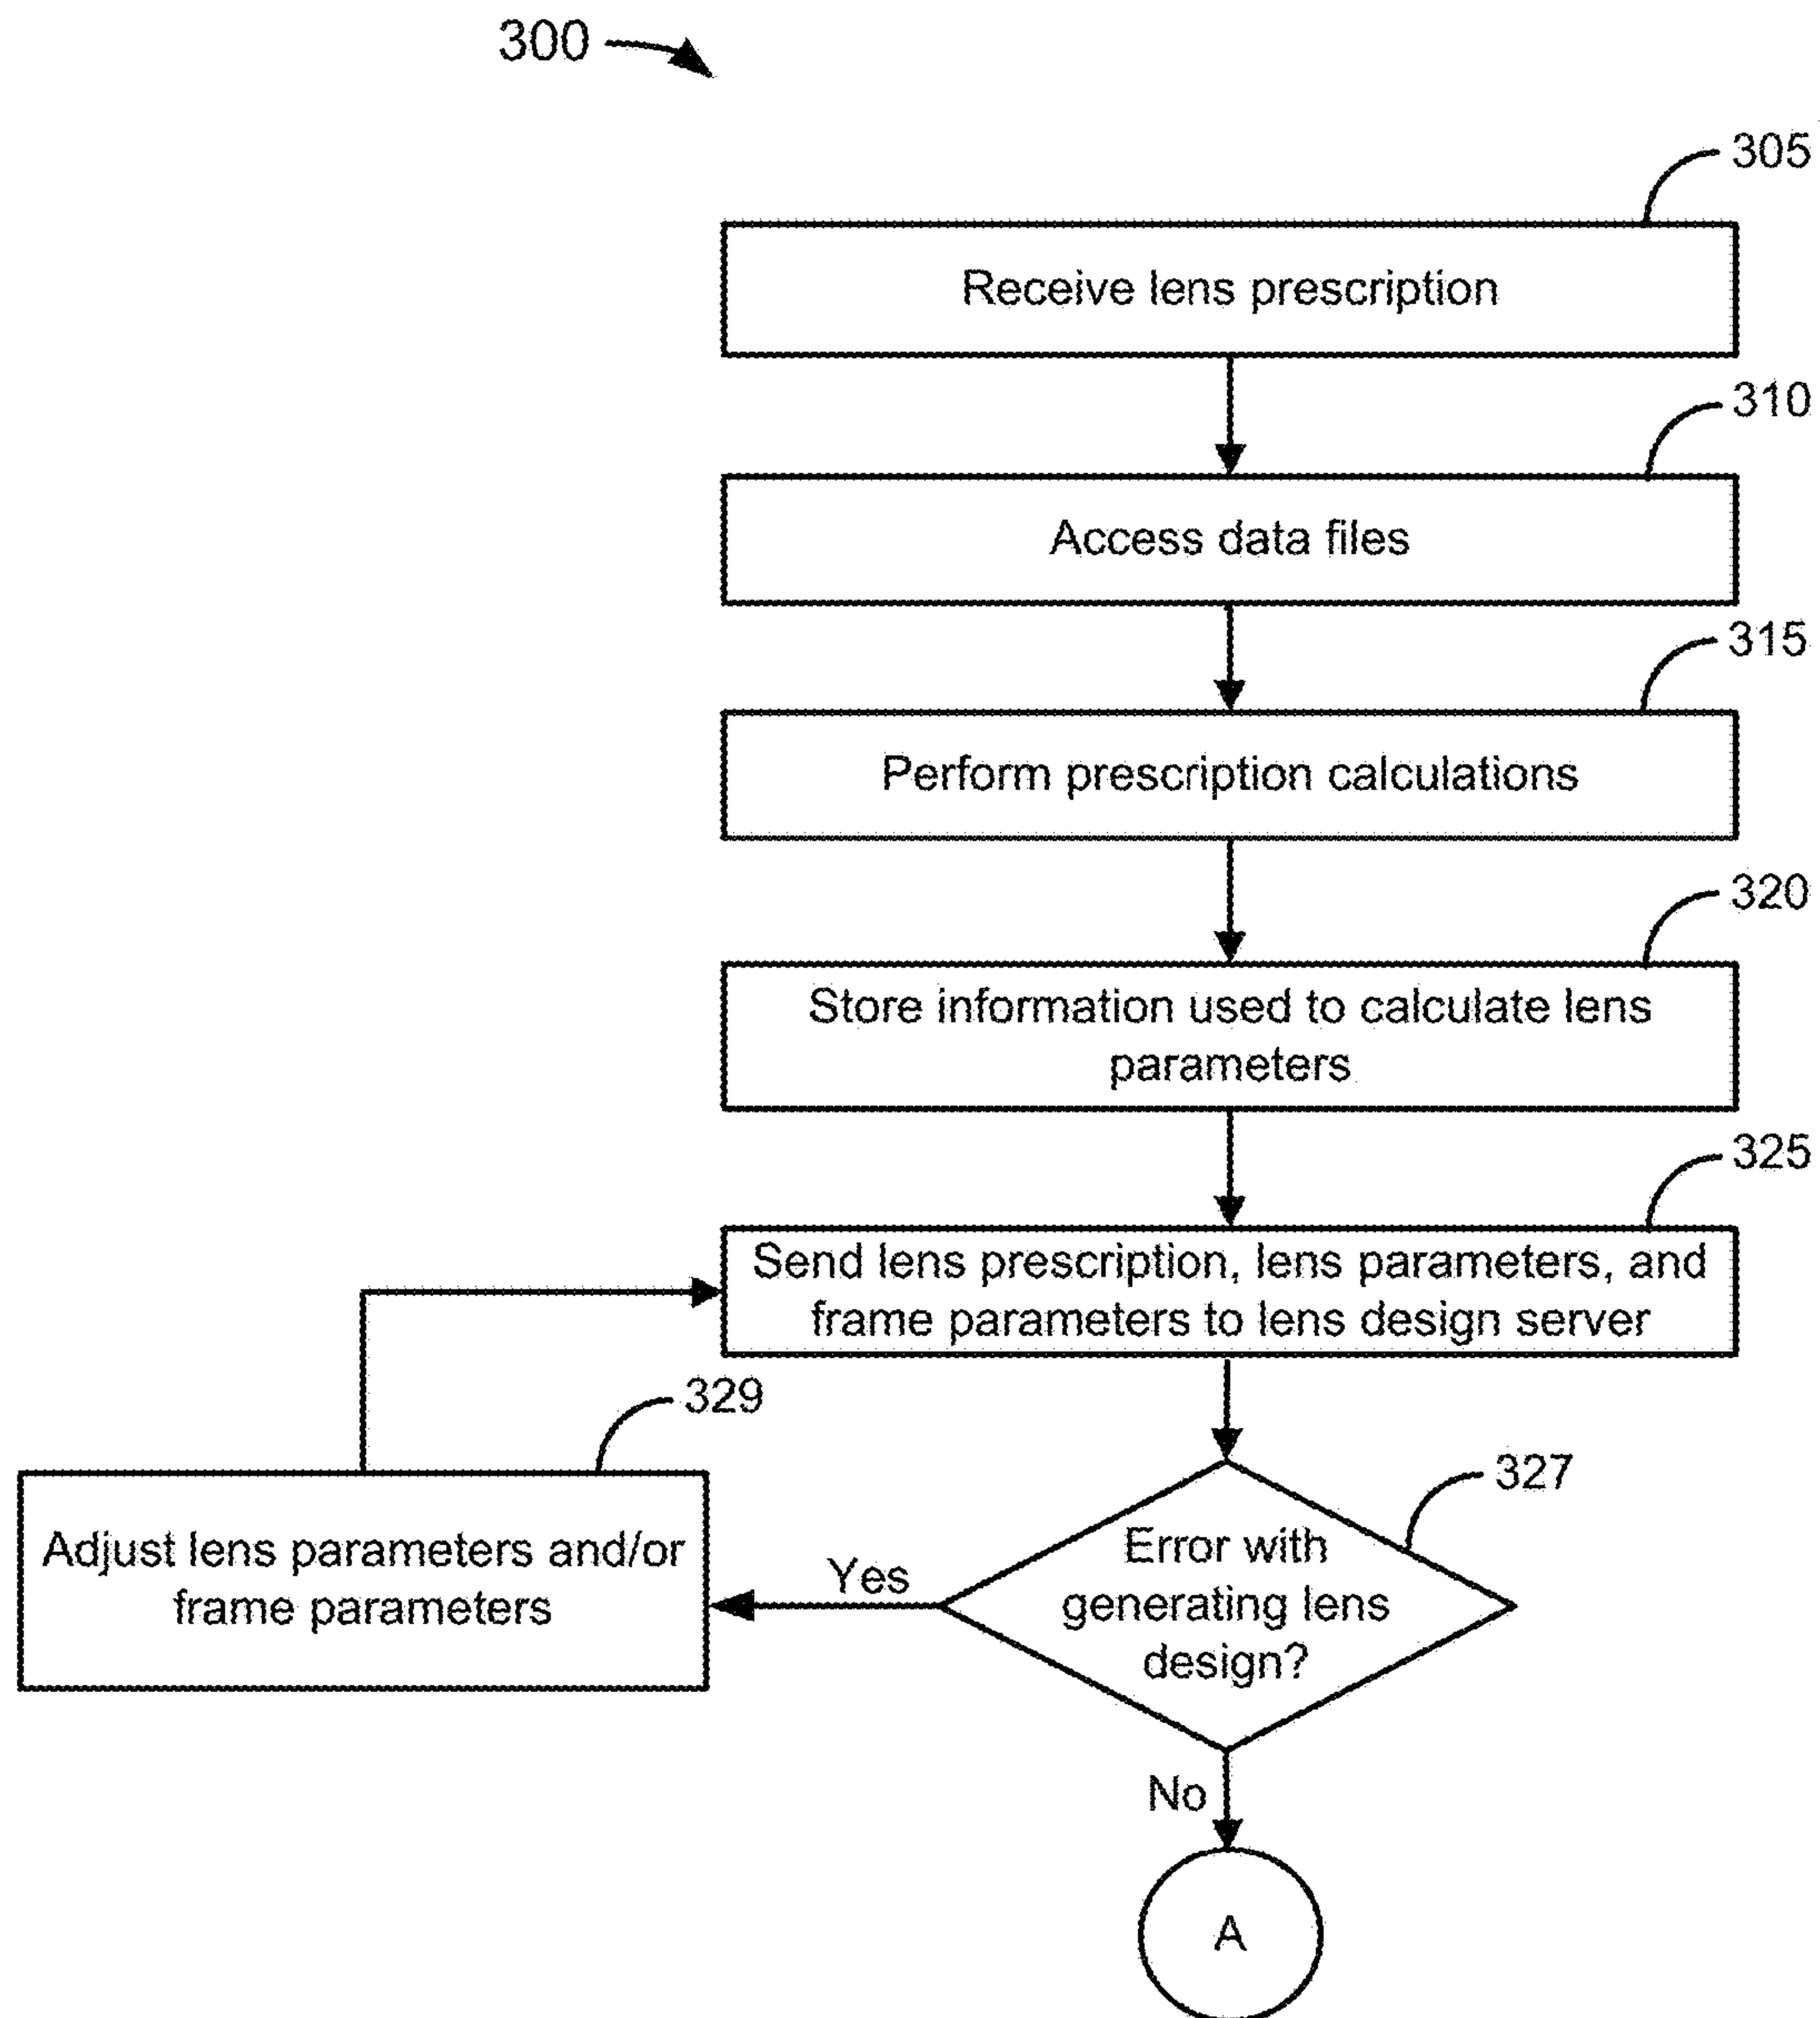 300
305
Receive lens prescription
310
Access data files
315
Perform prescription calculations
320
Store information used to calculate lens
parameters
325
Send lens prescription, lens parameters, and
frame parameters to lens design server
329
327
Adjust lens parameters and/or
frame parameters
Yes
Error with
generating lens
design?
No
A